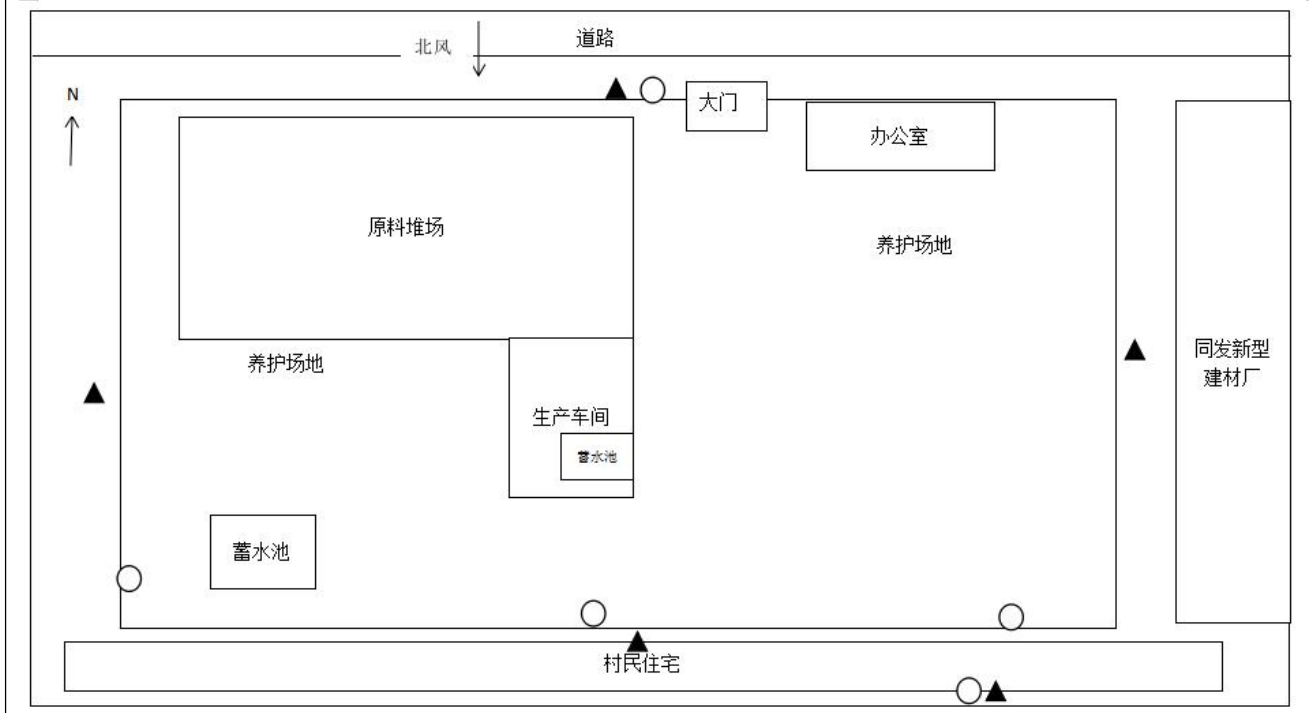 道路
北风
N
大门
办公室
原料堆场
养护场地
养护场地
同发新型
建材厂
生产车间
蓄水池
蓄水池
村民住宅